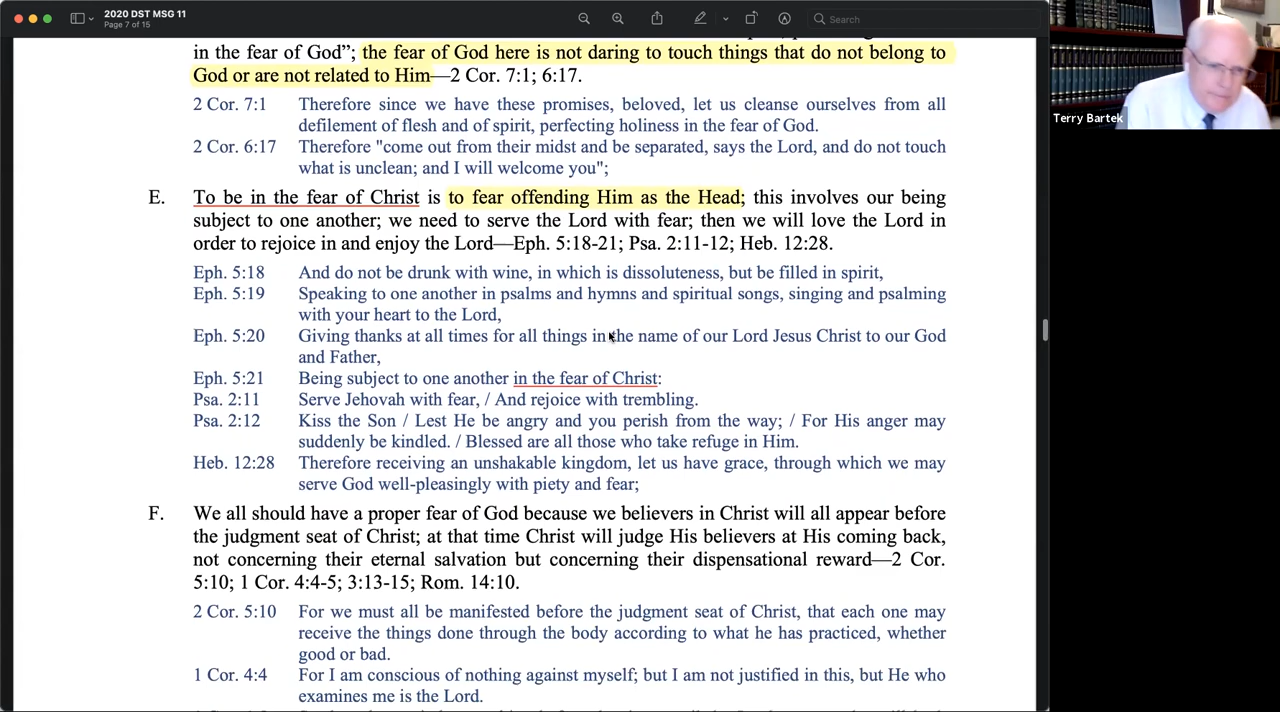 2020 DST MSG 11
Page 7 of 15
Search
in the fear of God”; the fear of God here is not daring to touch things that do not belong to
God or are not related to Him—2 Cor. 7:1; 6:17.
2 Cor. 7:1 Therefore since we have these promises, beloved, let us cleanse ourselves from all
defilement of flesh and of spirit, perfecting holiness in the fear of God.
2 Cor. 6:17 Therefore "come out from their midst and be separated, says the Lord, and do not touch
what is unclean; and I will welcome you";
E. To be in the fear of Christ is to fear offending Him as the Head; this involves our being
subject to one another; we need to serve the Lord with fear; then we will love the Lord in
order to rejoice in and enjoy the Lord—Eph. 5:18-21; Psa. 2:11-12; Heb. 12:28.
Eph. 5:18 And do not be drunk with wine, in which is dissoluteness, but be filled in spirit,
Eph. 5:19 Speaking to one another in psalms and hymns and spiritual songs, singing and psalming
with your heart to the Lord,
Eph. 5:20 Giving thanks at all times for all things in the name of our Lord Jesus Christ to our God
and Father,
Eph. 5:21 Being subject to one another in the fear of Christ:
Psa. 2:11 Serve Jehovah with fear, / And rejoice with trembling.
Psa. 2:12 Kiss the Son / Lest He be angry and you perish from the way; / For His anger may
suddenly be kindled. / Blessed are all those who take refuge in Him.
Heb. 12:28 Therefore receiving an unshakable kingdom, let us have grace, through which we may
serve God well-pleasingly with piety and fear;
F. We all should have a proper fear of God because we believers in Christ will all appear before
the judgment seat of Christ; at that time Christ will judge His believers at His coming back,
not concerning their eternal salvation but concerning their dispensational reward—2 Cor.
5:10; 1 Cor. 4:4-5; 3:13-15; Rom. 14:10.
2 Cor. 5:10 For we must all be manifested before the judgment seat of Christ, that each one may
receive the things done through the body according to what he has practiced, whether
good or bad.
1 Cor. 4:4 For I am conscious of nothing against myself; but I am not justified in this, but He who
examines me is the Lord.
Terry Bartek